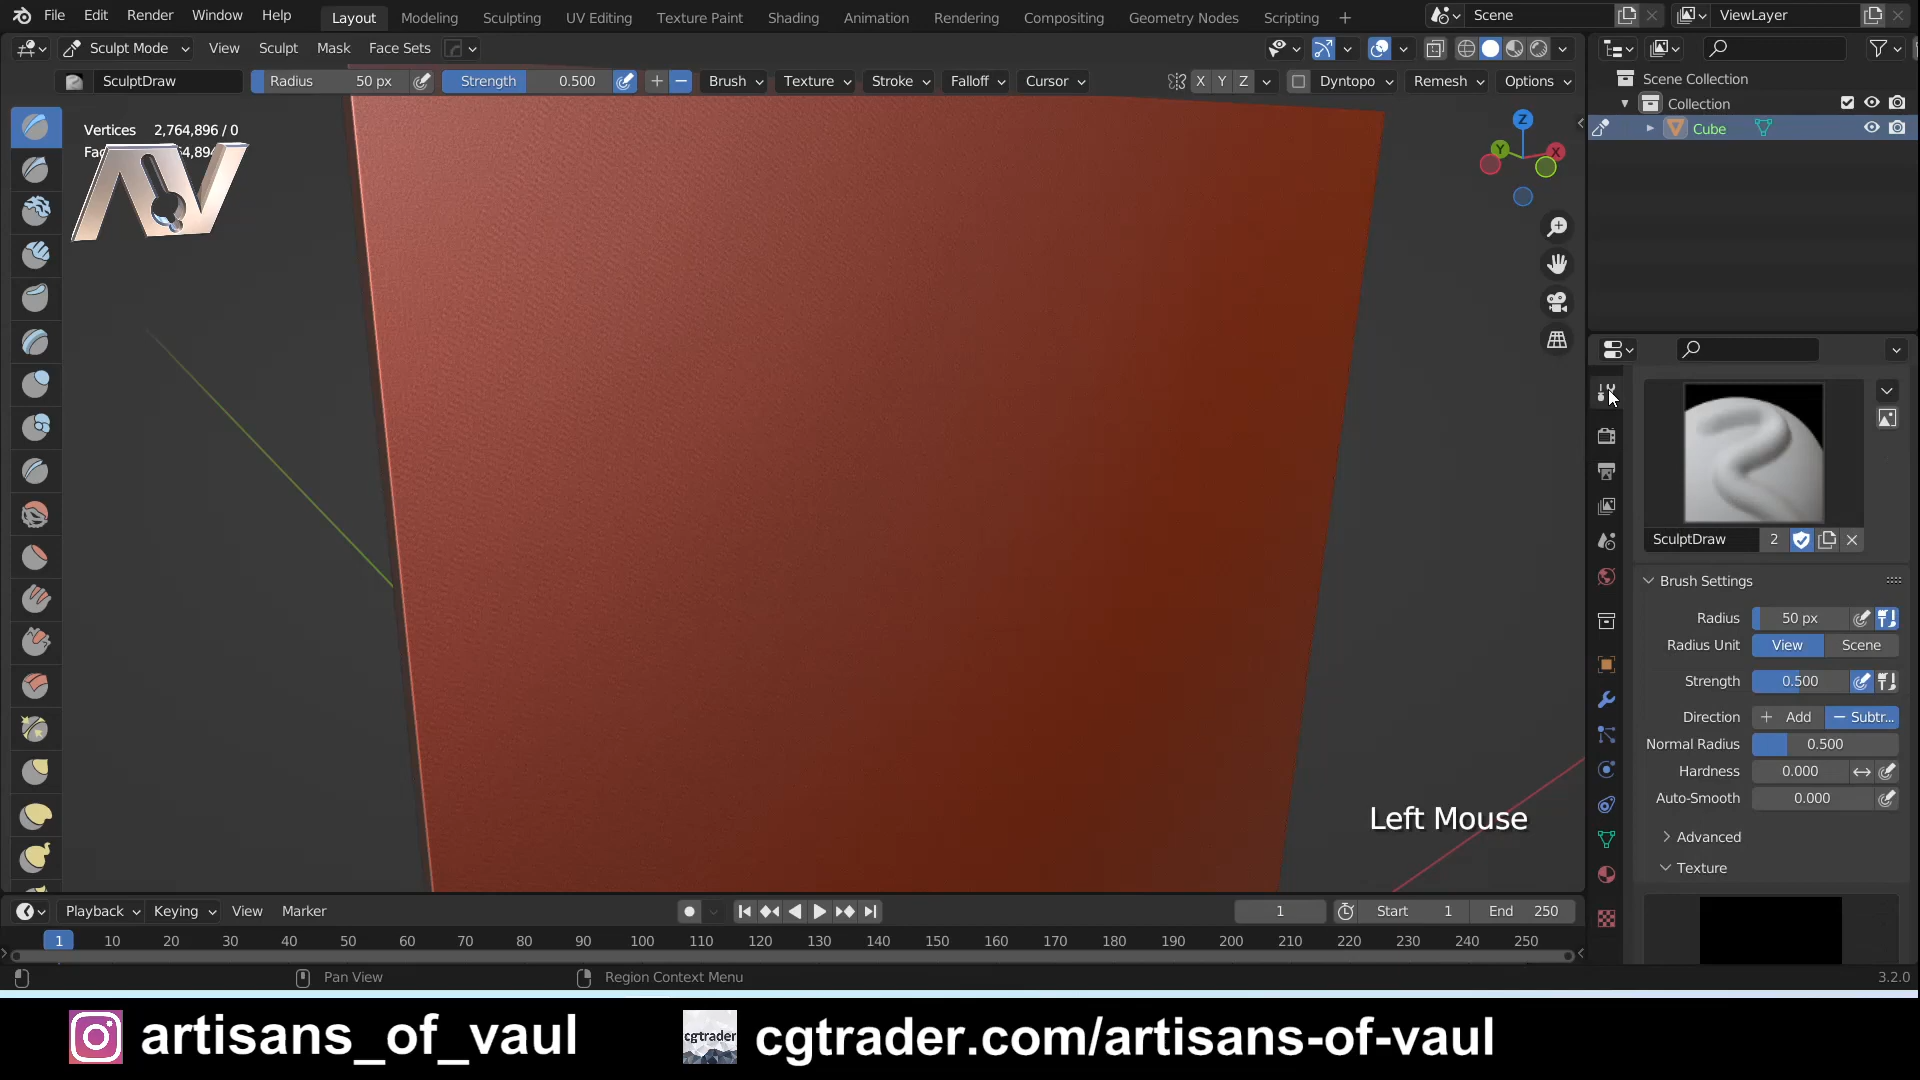 File Edit Render Window Help Layout Modeling Sculpting UV Editing Texture Paint Shading Animation Rendering Compositing Geometry Nodes Scripting + Scene ViewLayer
Sculpt Mode View Sculpt Mask Face Sets
SculptDraw Radius 50 px Strength 0.500 + − Brush Texture Stroke Falloff Cursor X Y Z Dyntopo Remesh Options
Scene Collection
Collection
Cube
Vertices 2,764,896 / 0
Z
Y
X
SculptDraw 2
Brush Settings
Radius 50 px
Radius Unit View Scene
Strength 0.500
Direction + Add − Subtr...
Normal Radius 0.500
Hardness 0.000
Auto-Smooth 0.000
Advanced
Texture
Left Mouse
Playback Keying View Marker 1 Start 1 End 250
1 10 20 30 40 50 60 70 80 90 100 110 120 130 140 150 160 170 180 190 200 210 220 230 240 250
Pan View Region Context Menu 3.2.0
artisans_of_vaul cgtrader cgtrader.com/artisans-of-vaul